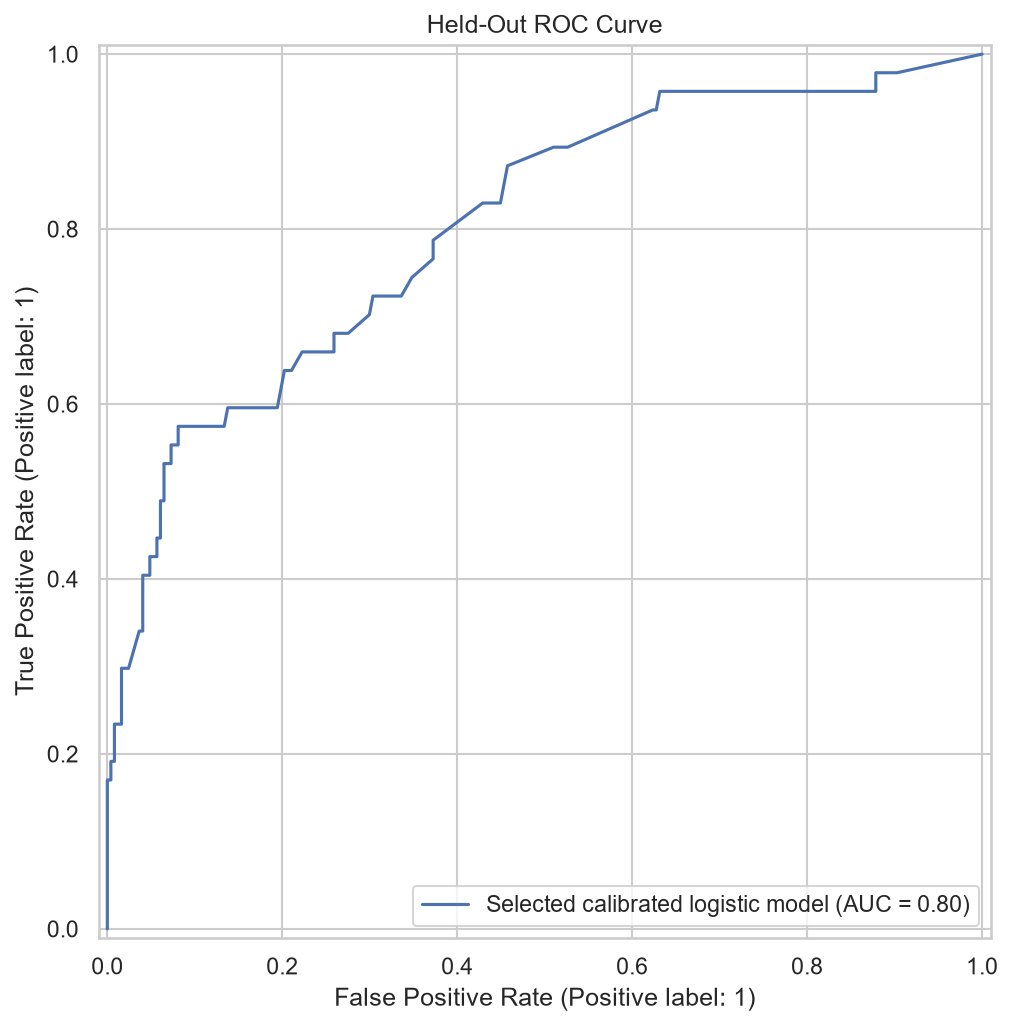 Held-Out ROC Curve
1.0
0.8
0.6
0.4
0.2
0.0
True Positive Rate (Positive label: 1)
Selected calibrated logistic model (AUC = 0.80)
0.0 0.2 0.4 0.6 0.8 1.0
False Positive Rate (Positive label: 1)